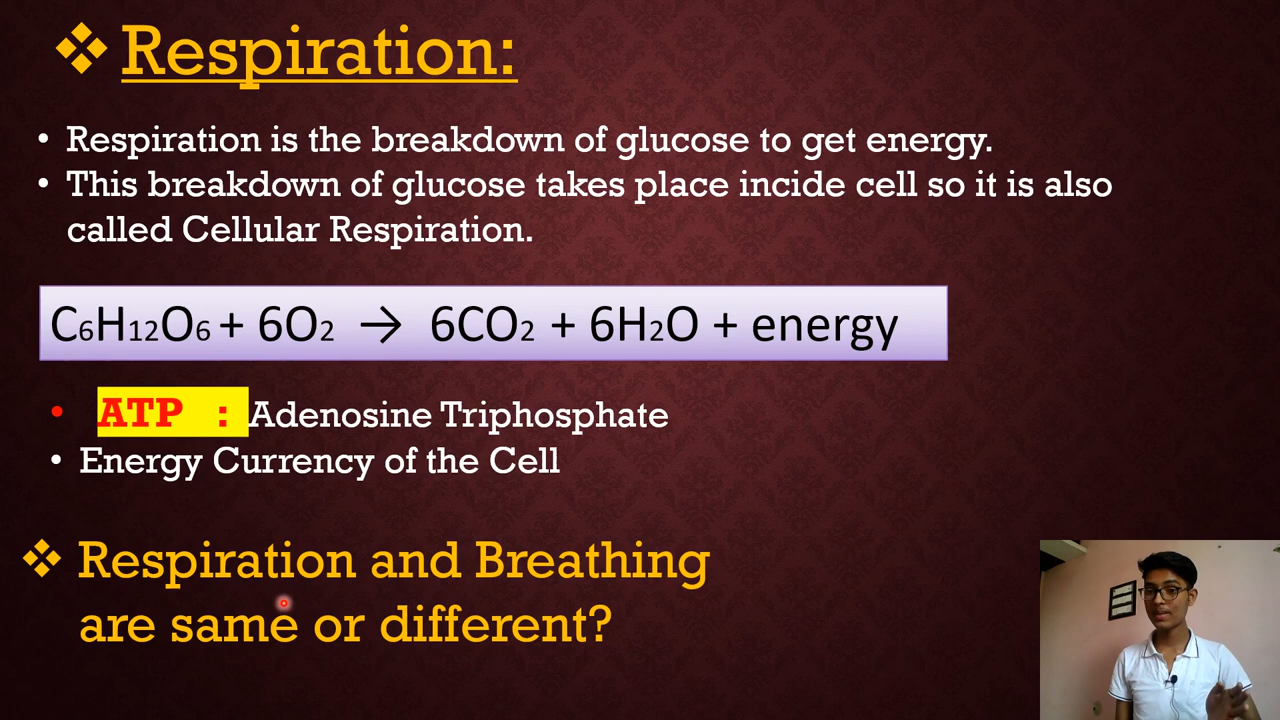 ❖ Respiration:
• Respiration is the breakdown of glucose to get energy.
• This breakdown of glucose takes place incide cell so it is also
called Cellular Respiration.
C₆H₁₂O₆ + 6O₂ → 6CO₂ + 6H₂O + energy
• ATP : Adenosine Triphosphate
• Energy Currency of the Cell
❖ Respiration and Breathing
are same or different?